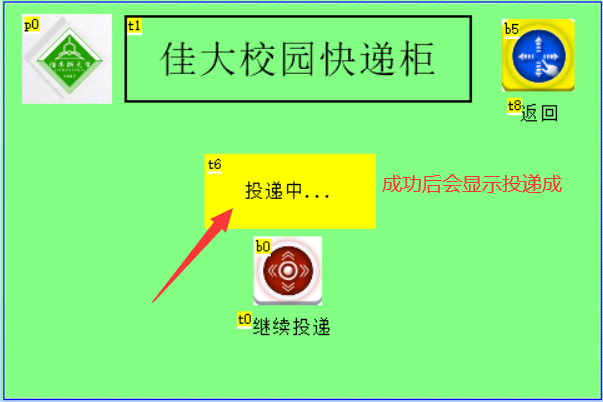 p0
t1
佳大校园快递柜
b5
t8
返回
t6
投递中...
成功后会显示投递成
b0
t0
继续投递